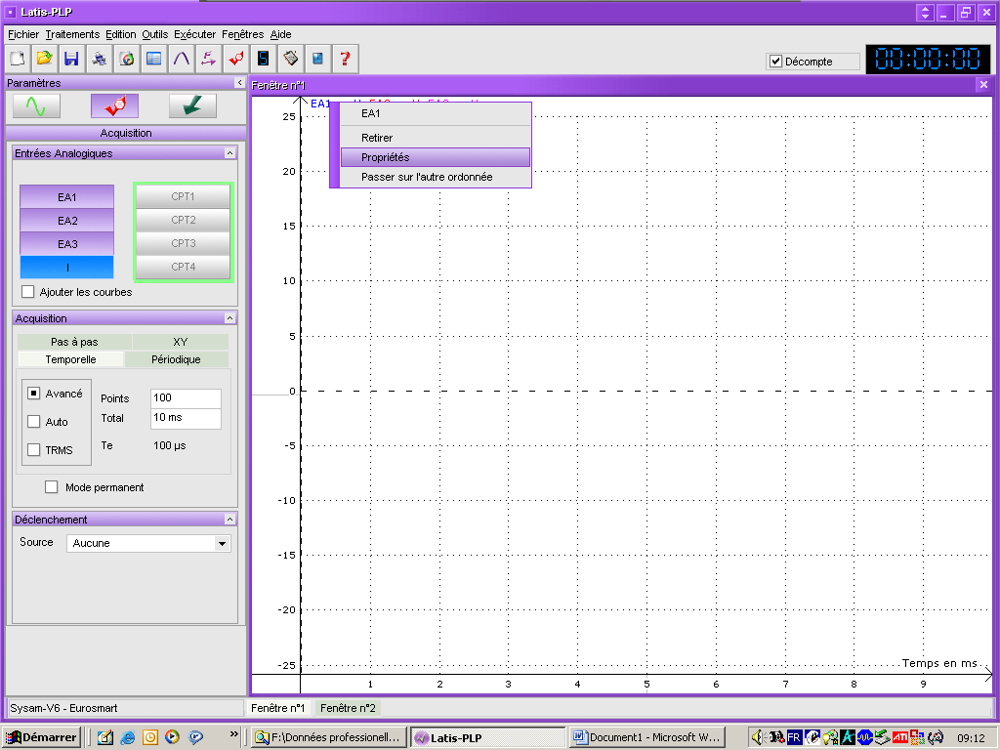 Latis-PLP
Fichier Traitements Edition Outils Exécuter Fenêtres Aide
Décompte
00:00:00
Paramètres
Acquisition
Entrées Analogiques
EA1
EA2
EA3
I
CPT1
CPT2
CPT3
CPT4
Ajouter les courbes
Acquisition
Pas à pas
XY
Temporelle
Périodique
Avancé
Auto
TRMS
Points 100
Total 10 ms
Te 100 µs
Mode permanent
Déclenchement
Source Aucune
Sysam-V6 - Eurosmart
Fenêtre n°1
EA1
EA1
Retirer
Propriétés
Passer sur l'autre ordonnée
25
20
15
10
5
0
-5
-10
-15
-20
-25
Temps en ms
1 2 3 4 5 6 7 8 9
Fenêtre n°1 Fenêtre n°2
Démarrer
F:\Données professionell...
Latis-PLP
Document1 - Microsoft W...
FR
ATI
09:12